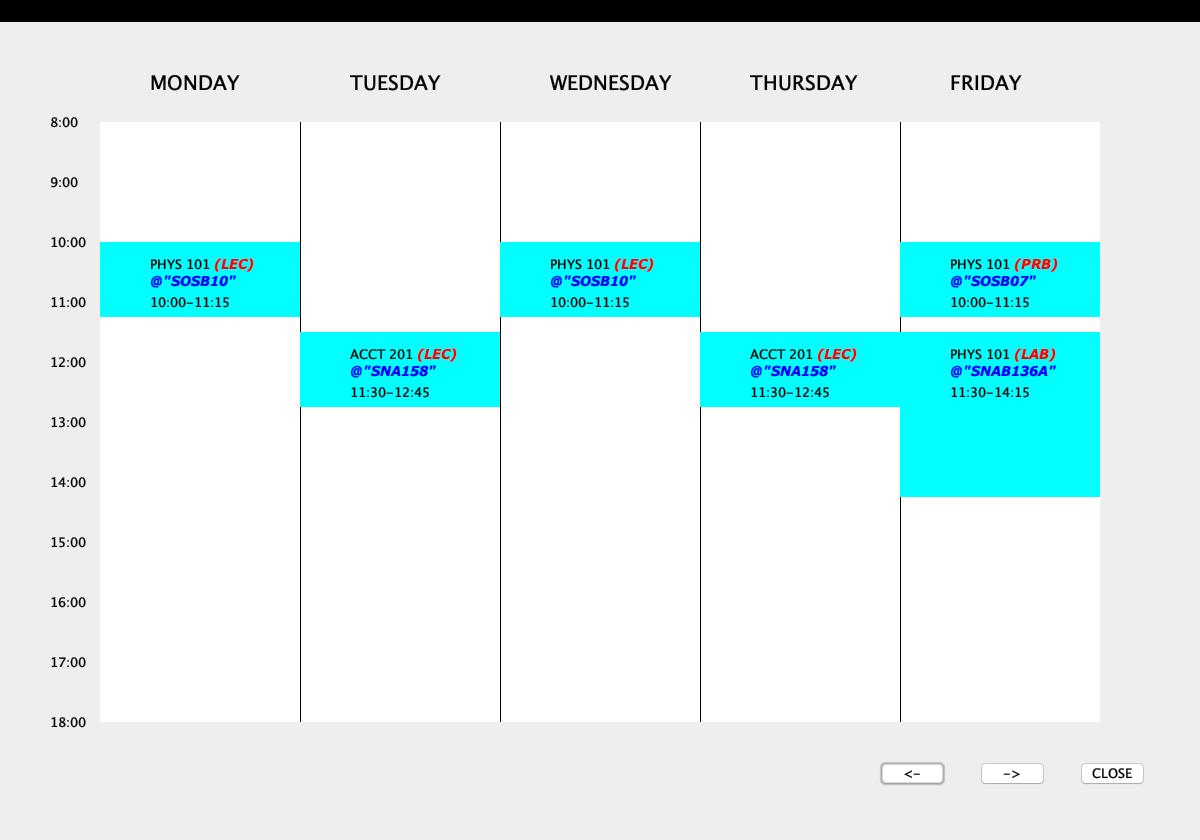 MONDAY TUESDAY WEDNESDAY THURSDAY FRIDAY
8:00
9:00
10:00
PHYS 101 (LEC) PHYS 101 (LEC) PHYS 101 (PRB)
@"SOSB10" @"SOSB10" @"SOSB07"
11:00 10:00-11:15 10:00-11:15 10:00-11:15
ACCT 201 (LEC) ACCT 201 (LEC) PHYS 101 (LAB)
12:00
@"SNA158" @"SNA158" @"SNAB136A"
11:30-12:45 11:30-12:45 11:30-14:15
13:00
14:00
15:00
16:00
17:00
18:00
<- -> CLOSE